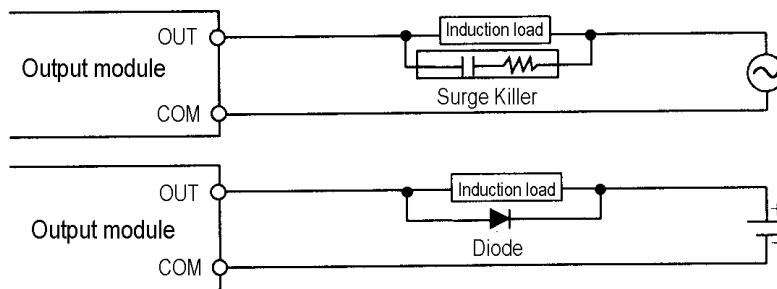 OUT
Induction load
Output module
Surge Killer
COM
OUT
Induction load
Output module
Diode
COM
+
−